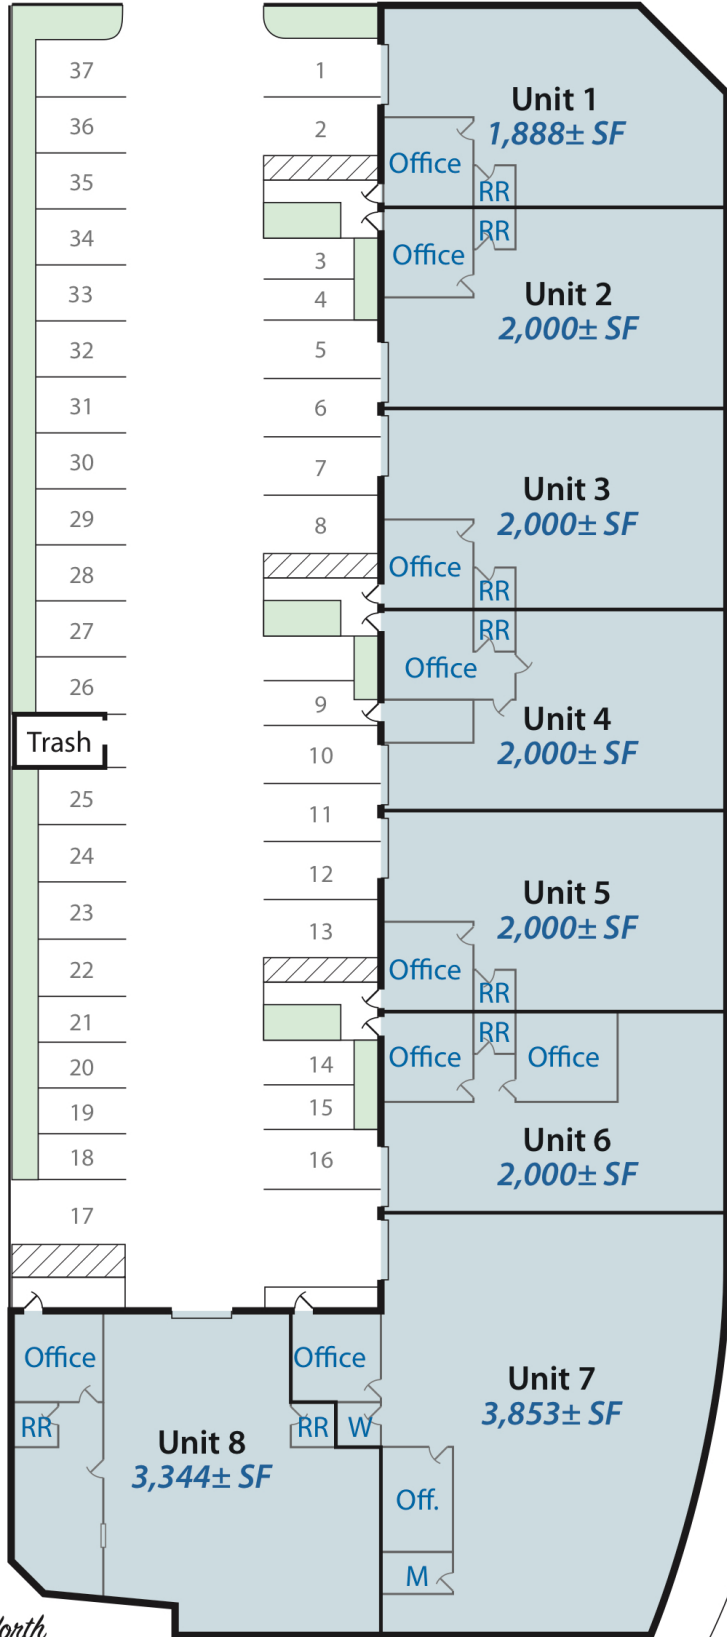 37
36
35
34
33
32
31
30
29
28
27
26
Trash
25
24
23
22
21
20
19
18
17
1
2
3
4
5
6
7
8
9
10
11
12
13
14
15
16
Unit 1
1,888± SF
Office
RR
RR
Office
Unit 2
2,000± SF
Unit 3
2,000± SF
Office
RR
RR
Office
Unit 4
2,000± SF
Unit 5
2,000± SF
Office
RR
RR
Office
Office
Unit 6
2,000± SF
Unit 7
3,853± SF
Office
W
Off.
M
Office
RR
RR
Unit 8
3,344± SF